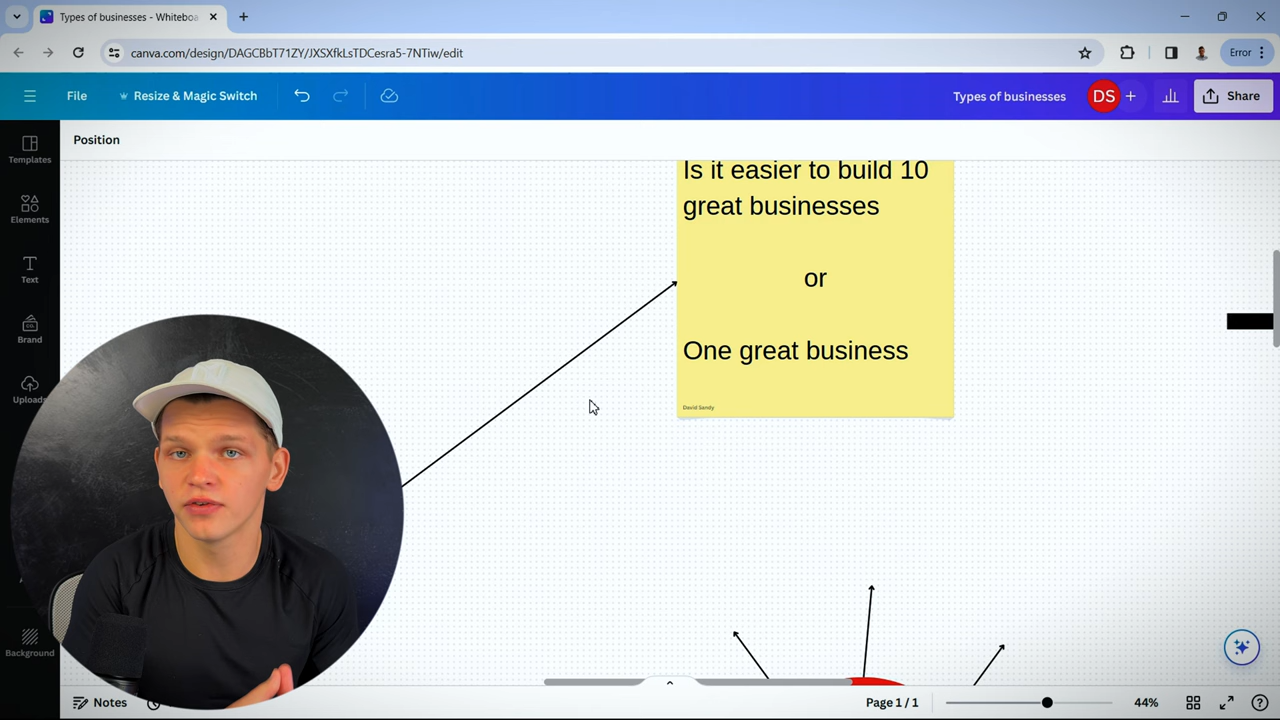 Types of businesses - Whitebo
canva.com/design/DAGCBbT71ZY/JXSXfkLsTDCesra5-7NTiw/edit
Error
File
Resize & Magic Switch
Types of businesses
DS
Share
Position
Templates
Elements
Text
Brand
Uploads
Background
Is it easier to build 10
great businesses
or
One great business
David Sandy
Notes
Page 1 / 1
44%